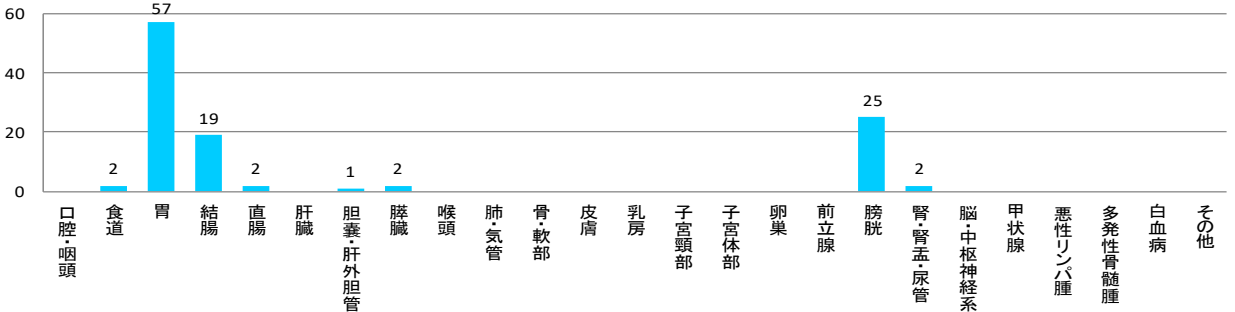 60
40
20
0
2
57
19
2
1
2
25
2
口腔・咽頭
食道
胃
結腸
直腸
肝臓
胆嚢・肝外胆管
膵臓
喉頭
肺・気管
骨・軟部
皮膚
乳房
子宮頸部
子宮体部
卵巣
前立腺
膀胱
腎・腎盂・尿管
脳・中枢神経系
甲状腺
悪性リンパ腫
多発性骨髄腫
白血病
その他